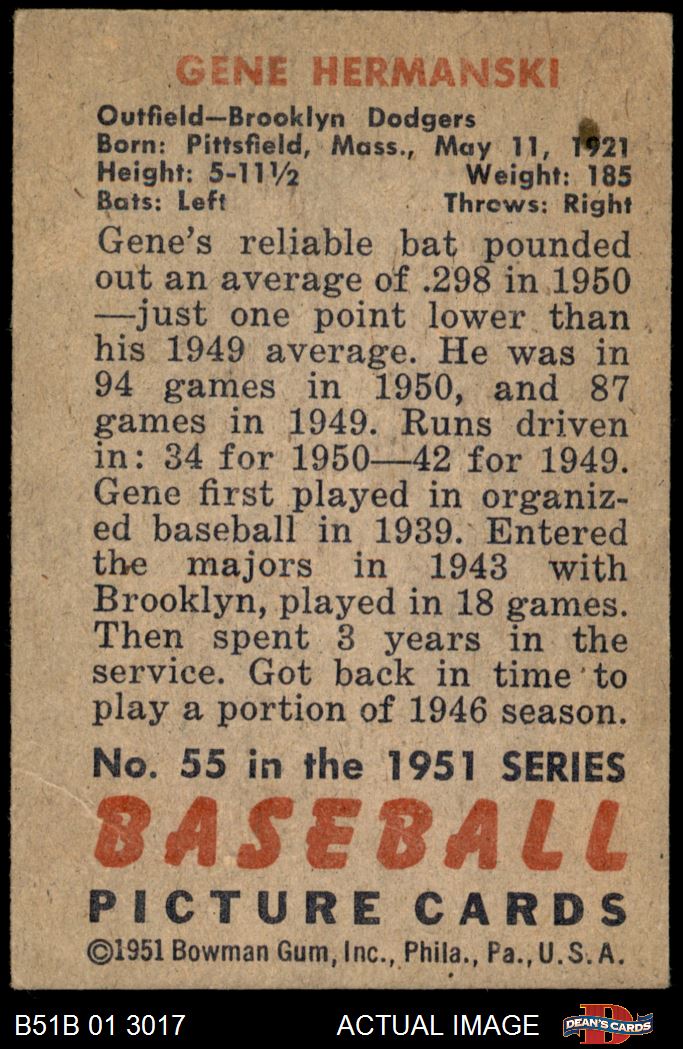 GENE HERMANSKI
Outfield—Brooklyn Dodgers
Born: Pittsfield, Mass., May 11, 1921
Height: 5-11½ Weight: 185
Bats: Left Throws: Right
Gene's reliable bat pounded
out an average of .298 in 1950
—just one point lower than
his 1949 average. He was in
94 games in 1950, and 87
games in 1949. Runs driven
in: 34 for 1950—42 for 1949.
Gene first played in organiz-
ed baseball in 1939. Entered
the majors in 1943 with
Brooklyn, played in 18 games.
Then spent 3 years in the
service. Got back in time to
play a portion of 1946 season.
No. 55 in the 1951 SERIES
BASEBALL
PICTURE CARDS
©1951 Bowman Gum, Inc., Phila., Pa., U.S.A.
B51B 01 3017 ACTUAL IMAGE D DEAN'S CARDS